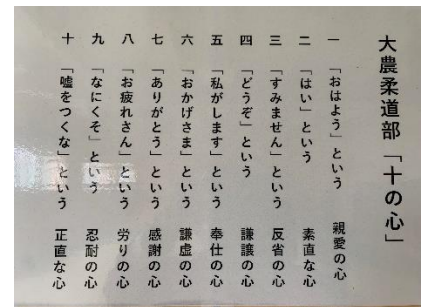 大農柔道部「十の心」
一 「おはよう」という 親愛の心
二 「はい」という 素直な心
三 「すみません」という 反省の心
四 「どうぞ」という 謙譲の心
五 「私がします」という 奉仕の心
六 「おかげさま」という 謙虚の心
七 「ありがとう」という 感謝の心
八 「お疲れさん」という 労りの心
九 「なにくそ」という 忍耐の心
十 「嘘をつくな」という 正直な心